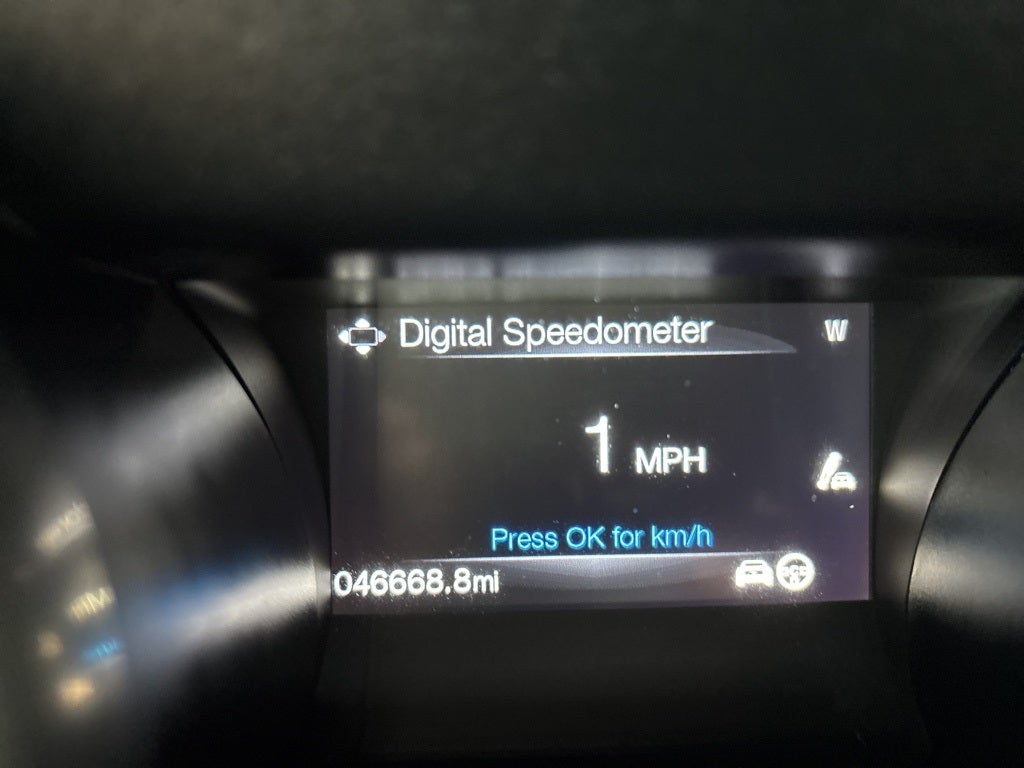 Digital Speedometer
W
1 MPH
Press OK for km/h
046668.8mi